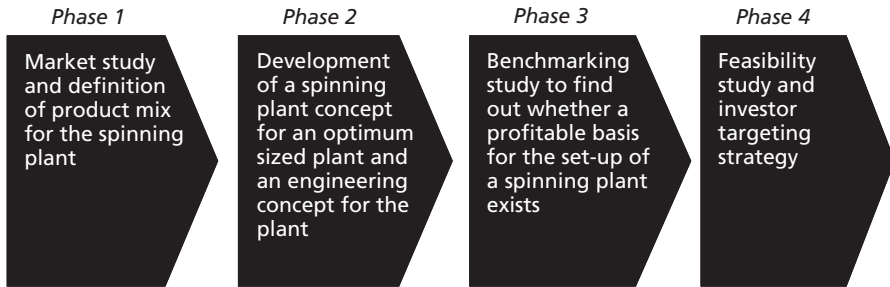 Phase 1
Market study
and definition
of product mix
for the spinning
plant
Phase 2
Development
of a spinning
plant concept
for an optimum
sized plant and
an engineering
concept for the
plant
Phase 3
Benchmarking
study to find
out whether a
profitable basis
for the set-up of
a spinning plant
exists
Phase 4
Feasibility
study and
investor
targeting
strategy